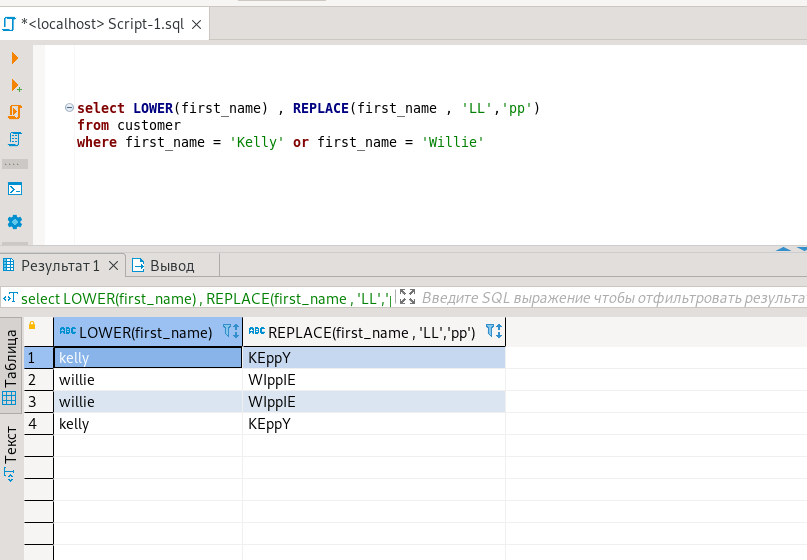 *<localhost> Script-1.sql
select LOWER(first_name) , REPLACE(first_name , 'LL','pp')
from customer
where first_name = 'Kelly' or first_name = 'Willie'
Результат 1
Вывод
select LOWER(first_name) , REPLACE(first_name , 'LL','
Введите SQL выражение чтобы отфильтровать результа
Таблица
Текст
ABC LOWER(first_name) ABC REPLACE(first_name , 'LL','pp')
1 kelly KEppY
2 willie WIppIE
3 willie WIppIE
4 kelly KEppY